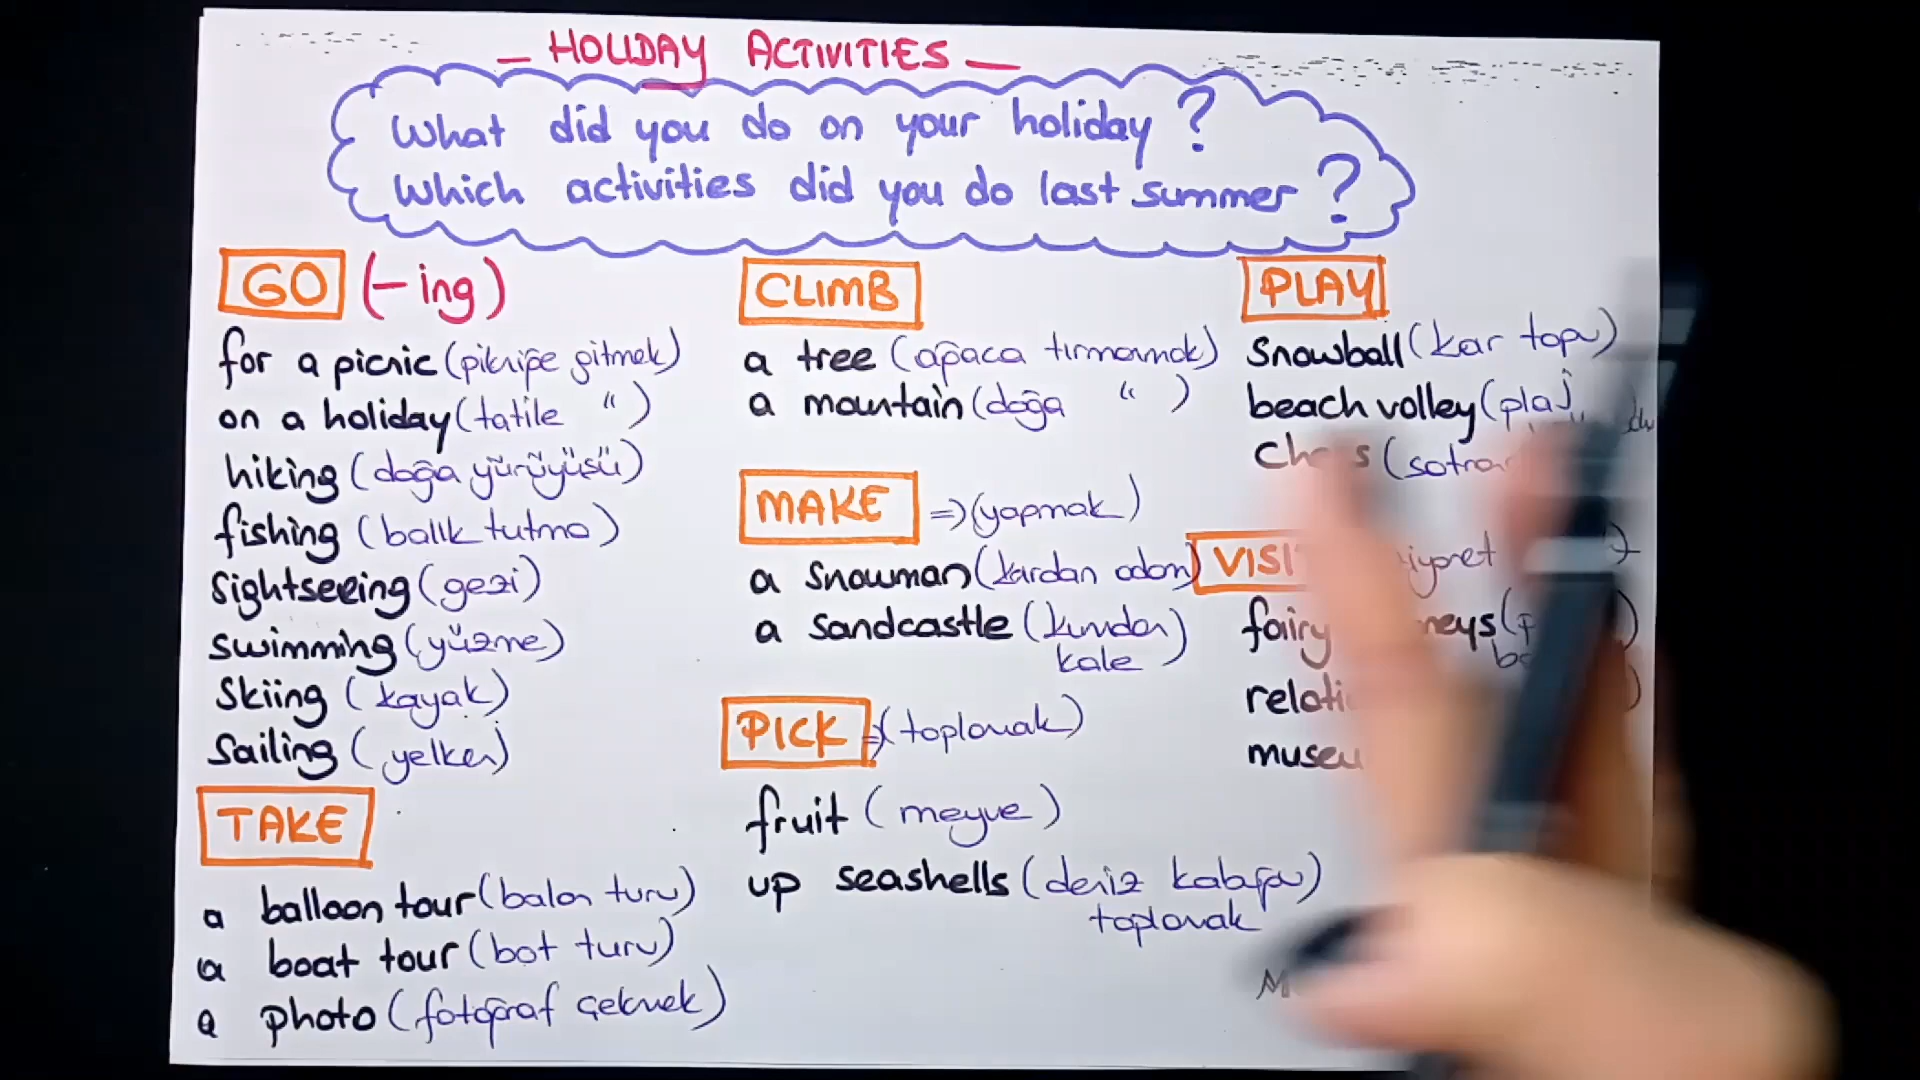 — HOLIDAY ACTIVITIES —
What did you do on your holiday ?
Which activities did you do last summer ?
GO (-ing)
for a picnic (pikniğe gitmek)
on a holiday (tatile “ )
hiking (doğa yürüyüşü)
fishing (balık tutma)
sightseeing (gezi)
swimming (yüzme)
Skiing (kayak)
Sailing (yelken)
TAKE
a balloon tour (balon turu)
a boat tour (bot turu)
a photo (fotoğraf çekmek)
CLIMB
a tree (ağaca tırmanmak)
a mountain (dağa “ )
MAKE => (yapmak)
a snowman (kardan adam)
a sandcastle (kumdan
kale )
PICK => (toplamak)
fruit (meyve)
up seashells (deniz kabuğu)
toplamak
PLAY
Snowball (kar topu)
beach volley (plaj
(
VISI
fairy